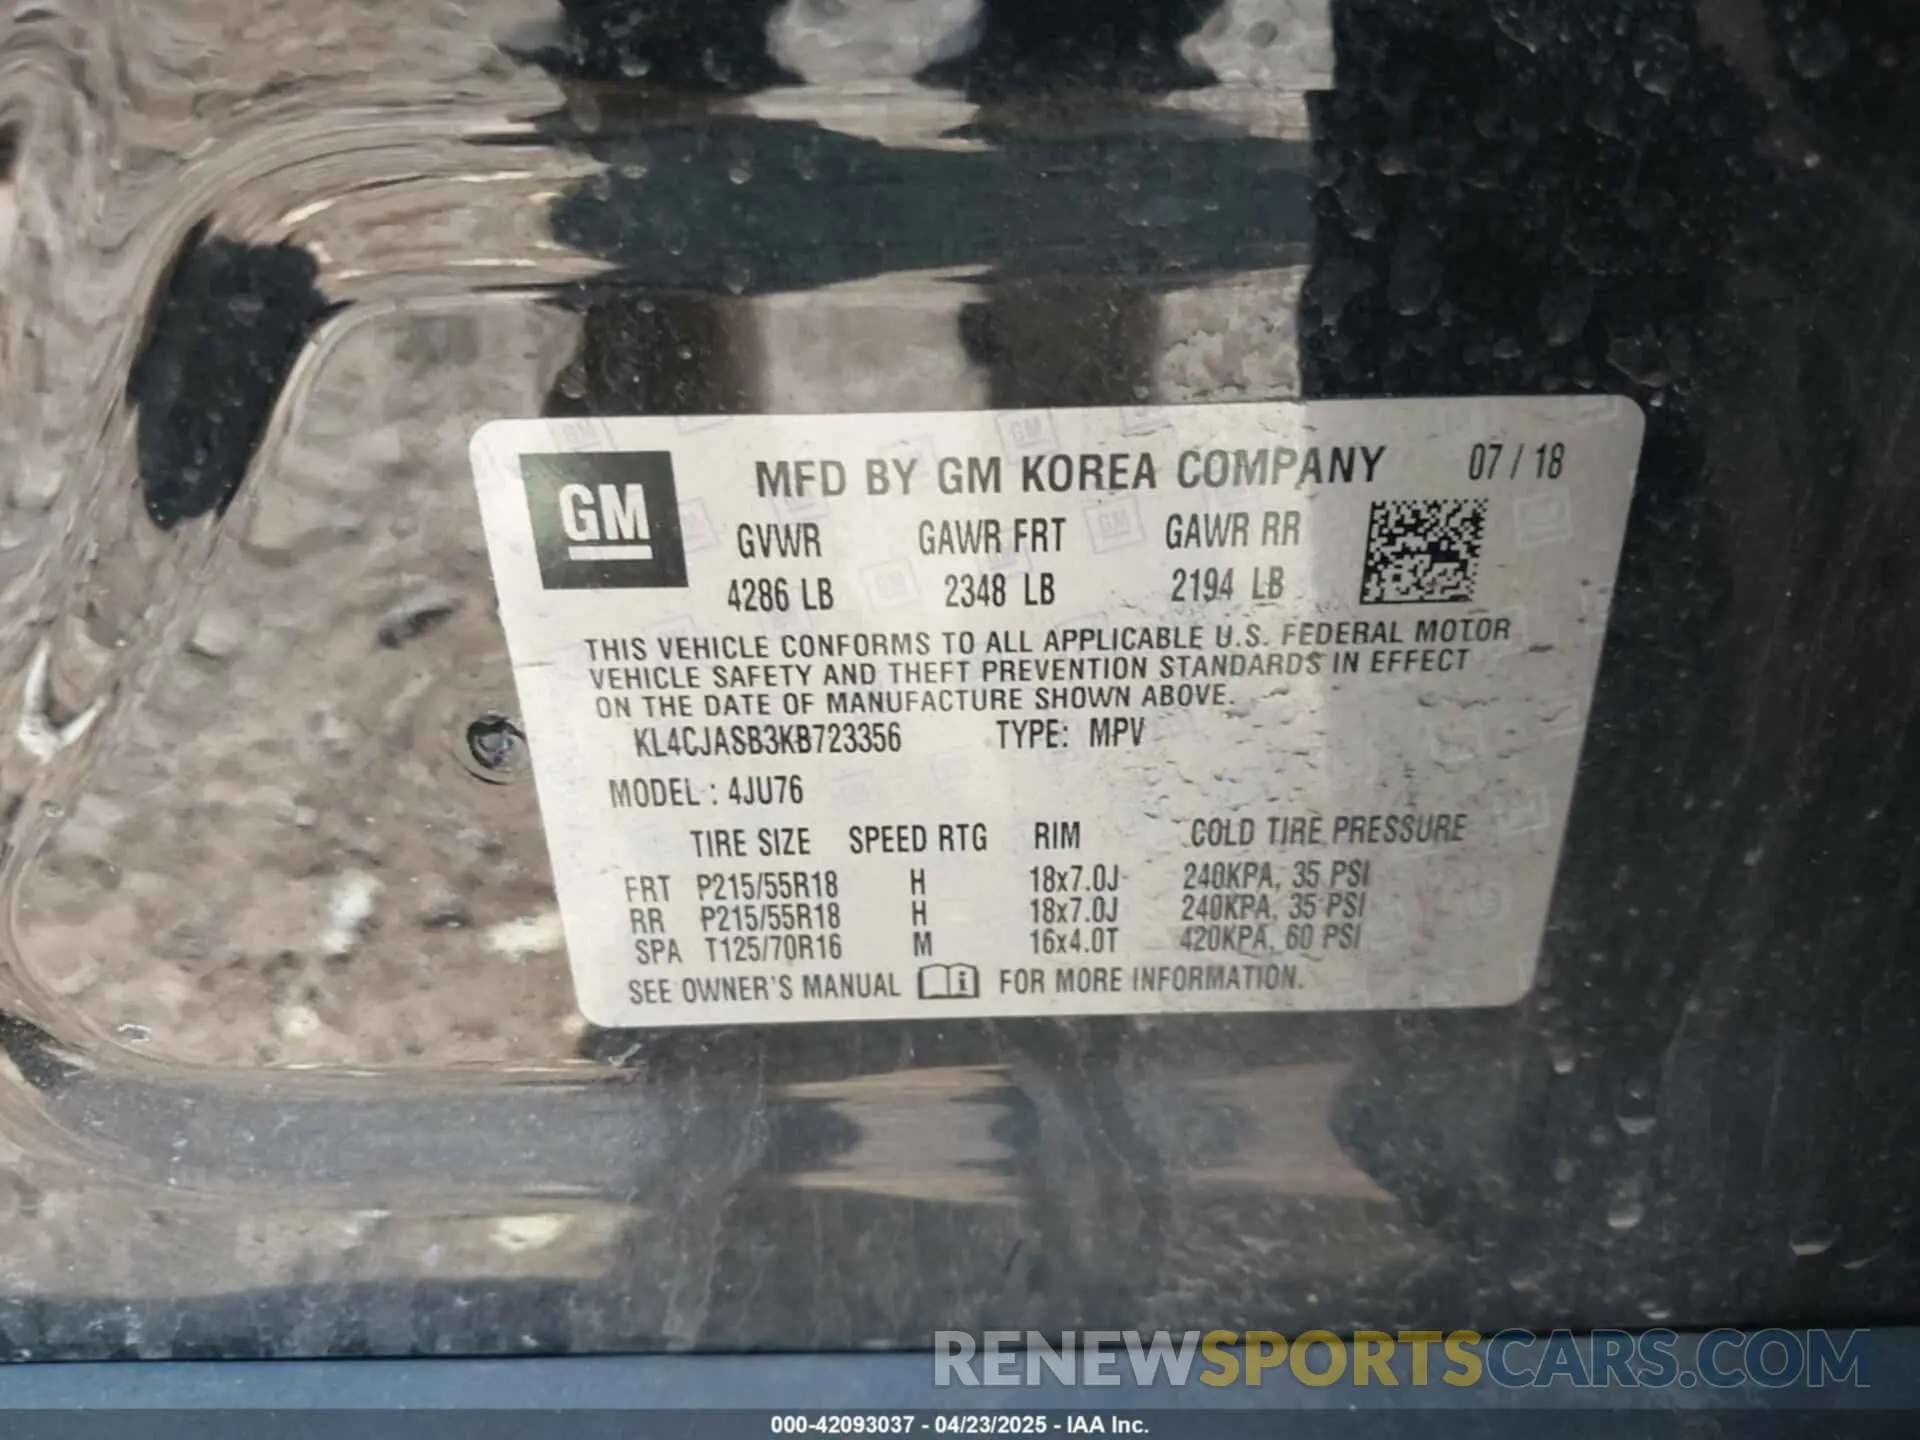 GM
MFD BY GM KOREA COMPANY 07 / 18
GVWR GAWR FRT GAWR RR
4286 LB 2348 LB 2194 LB
THIS VEHICLE CONFORMS TO ALL APPLICABLE U.S. FEDERAL MOTOR
VEHICLE SAFETY AND THEFT PREVENTION STANDARDS IN EFFECT
ON THE DATE OF MANUFACTURE SHOWN ABOVE.
KL4CJASB3KB723356 TYPE: MPV
MODEL : 4JU76
TIRE SIZE SPEED RTG RIM COLD TIRE PRESSURE
FRT P215/55R18 H 18x7.0J 240KPA, 35 PSI
RR P215/55R18 H 18x7.0J 240KPA, 35 PSI
SPA T125/70R16 M 16x4.0T 420KPA, 60 PSI
SEE OWNER'S MANUAL FOR MORE INFORMATION.
RENEWSPORTSCARS.COM
000-42093037 - 04/23/2025 - IAA Inc.